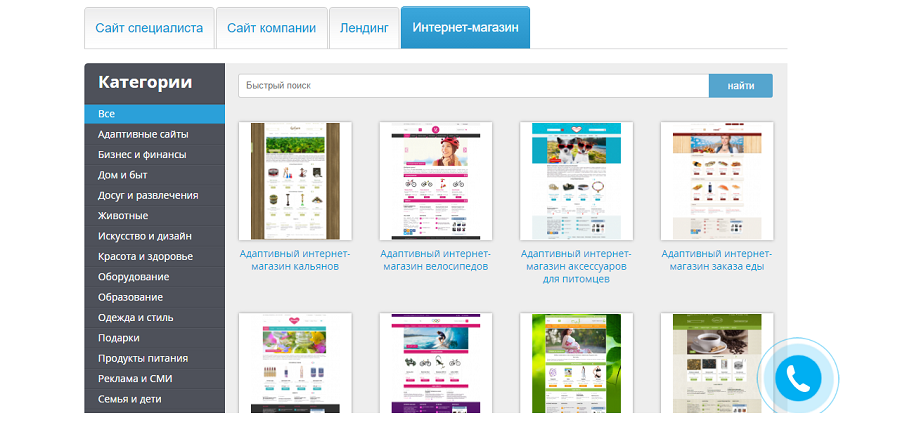 Сайт специалиста
Сайт компании
Лендинг
Интернет-магазин
Категории
Все
Адаптивные сайты
Бизнес и финансы
Дом и быт
Досуг и развлечения
Животные
Искусство и дизайн
Красота и здоровье
Оборудование
Образование
Одежда и стиль
Подарки
Продукты питания
Реклама и СМИ
Семья и дети
Быстрый поиск
найти
Адаптивный интернет-
магазин кальянов
Адаптивный интернет-
магазин велосипедов
Адаптивный интернет-
магазин аксессуаров
для питомцев
Адаптивный интернет-
магазин заказа еды